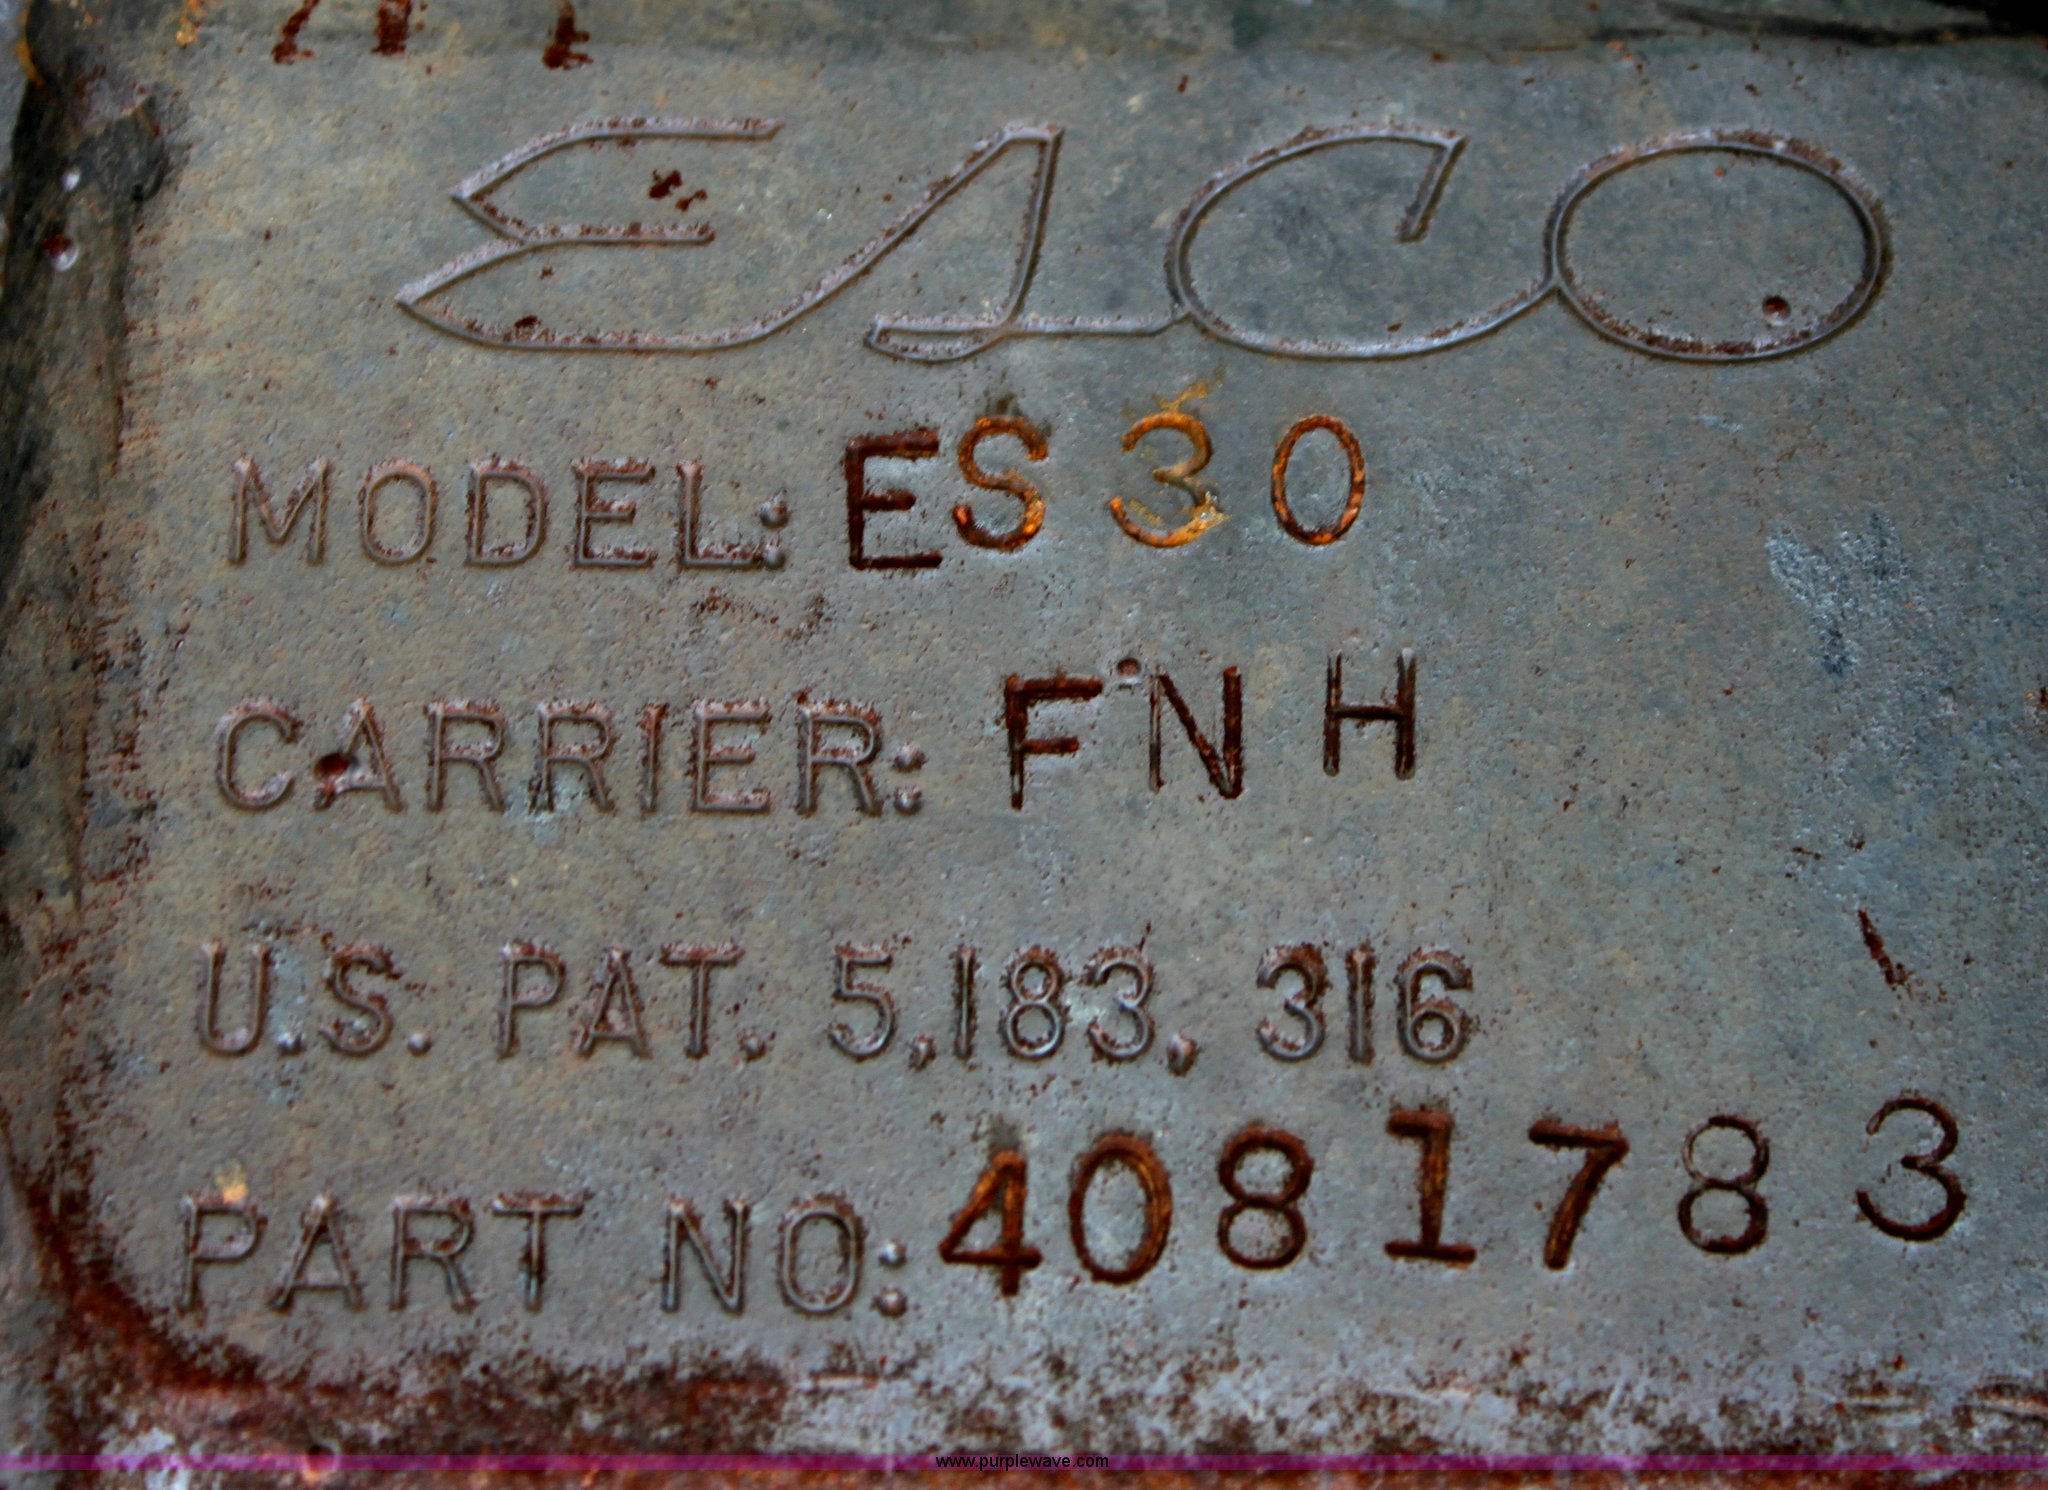 ESCO
MODEL: ES30
CARRIER: FNH
U.S. PAT. 5,183,316
PART NO: 4081783
www.purplewave.com